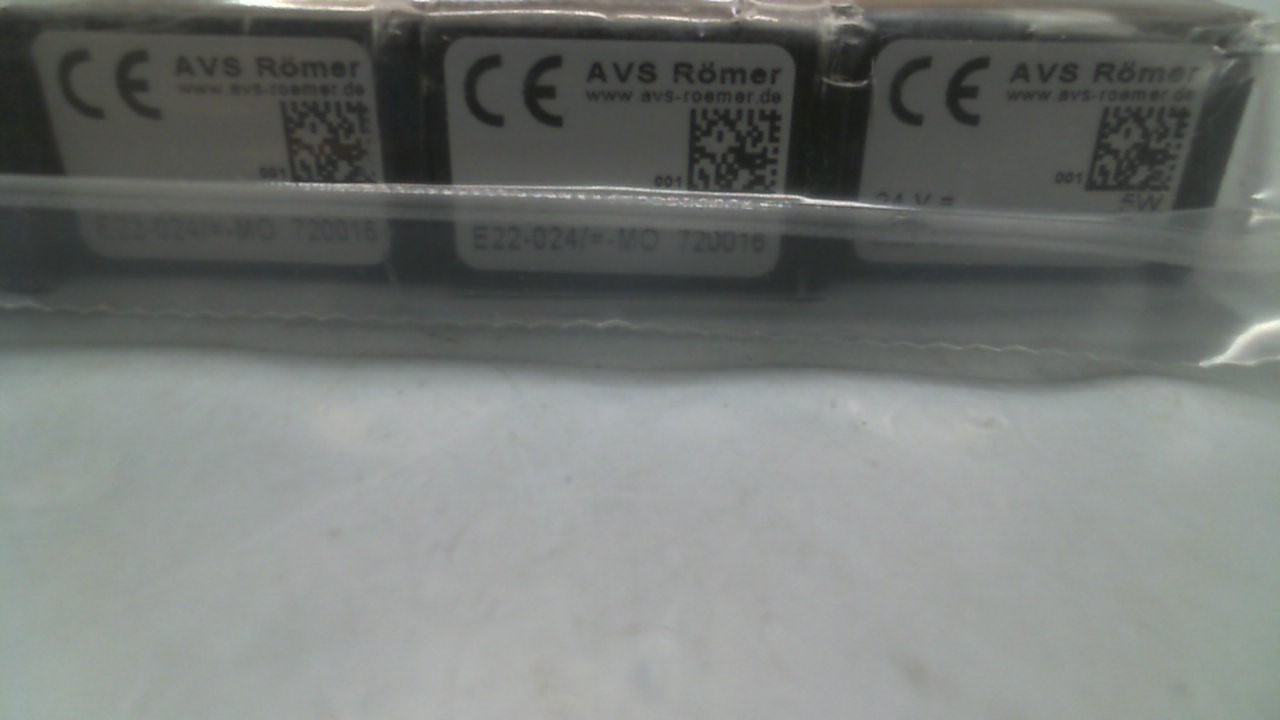 CE AVS Römer
www.avs-roemer.de
001
E22-024/=-MO 720016
CE AVS Römer
www.avs-roemer.de
001
E22-024/=-MO 720016
CE AVS Römer
www.avs-roemer.de
001
24 V = 5W